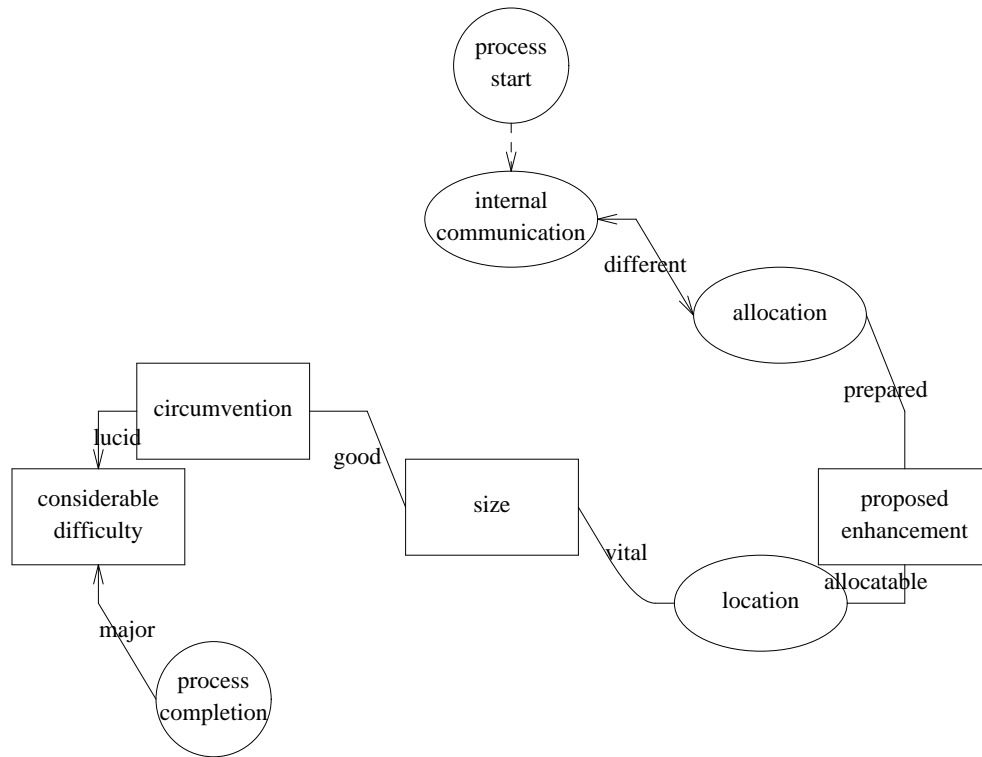 process
start
internal
communication
different
allocation
prepared
circumvention
lucid
good
considerable
difficulty
size
proposed
enhancement
vital
allocatable
location
major
process
completion